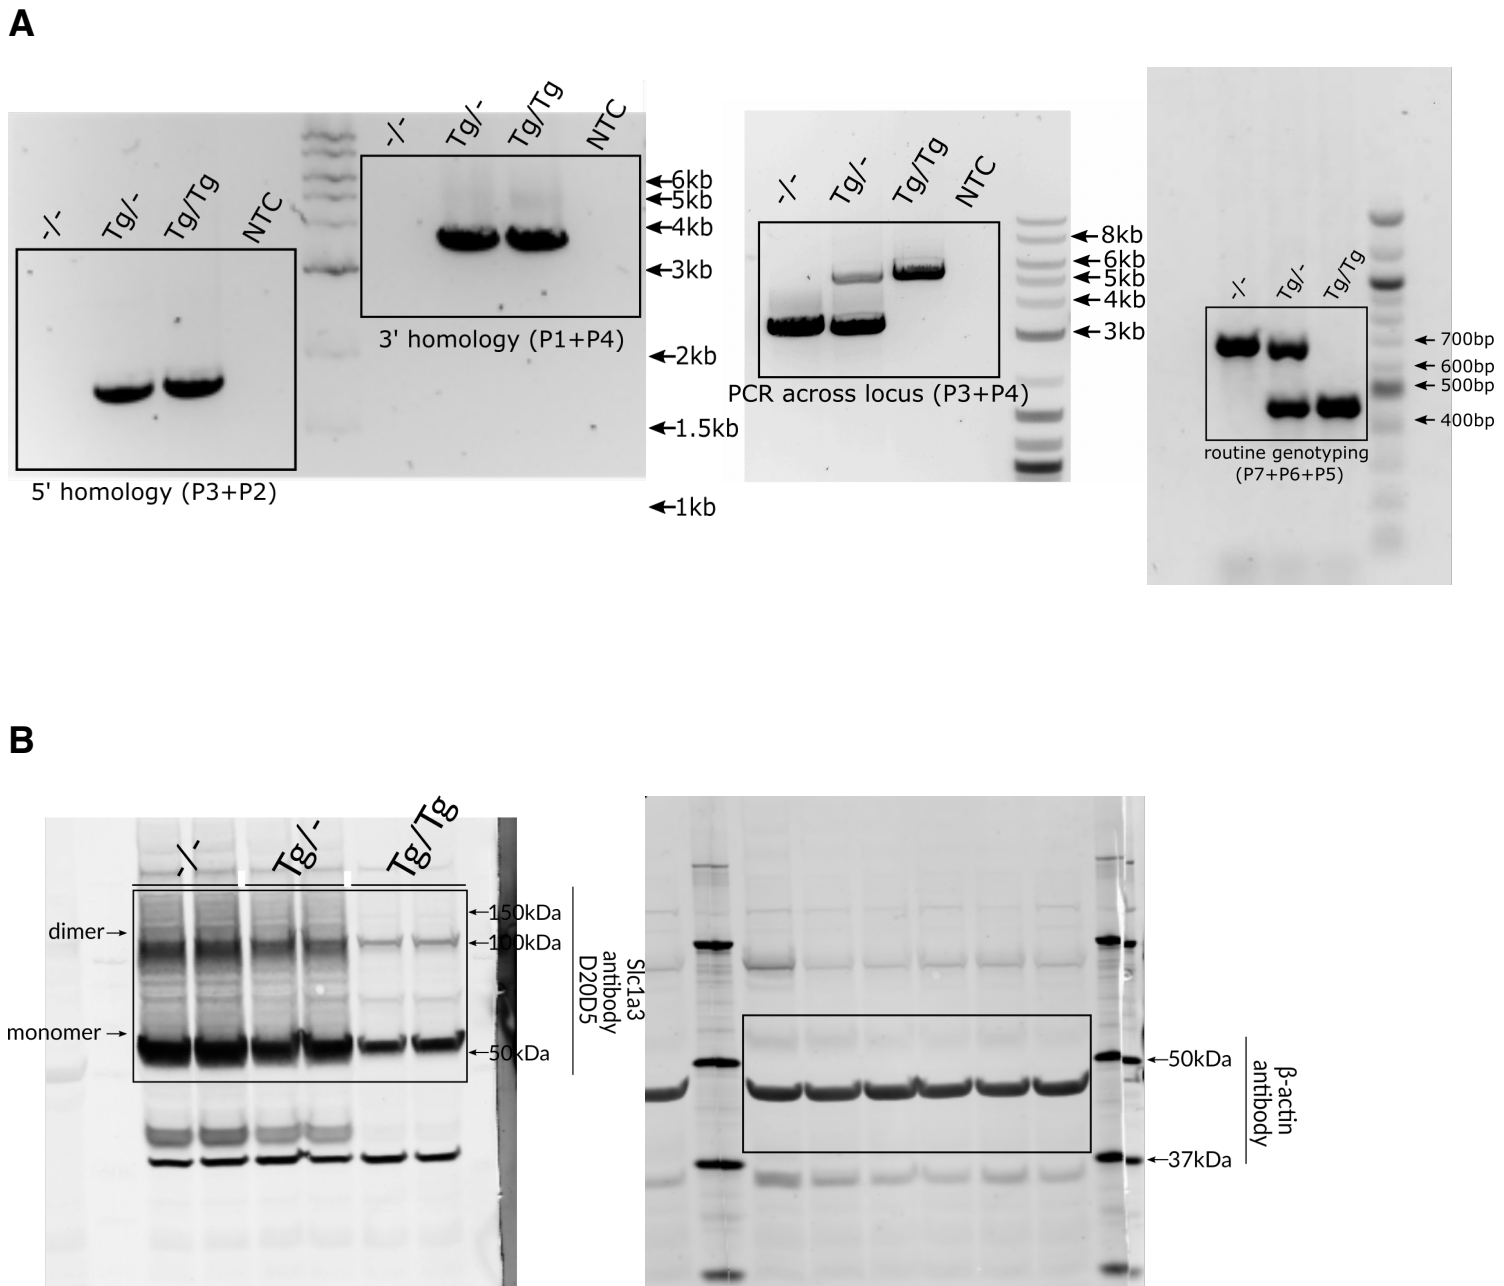 A
-/-
Tg/-
Tg/Tg
NTC
5' homology (P3+P2)
-/-
Tg/-
Tg/Tg
NTC
3' homology (P1+P4)
6kb
5kb
4kb
3kb
2kb
1.5kb
1kb
-/-
Tg/-
Tg/Tg
NTC
PCR across locus (P3+P4)
8kb
6kb
5kb
4kb
3kb
-/-
Tg/-
Tg/Tg
routine genotyping
(P7+P6+P5)
700bp
600bp
500bp
400bp
B
-/-
Tg/-
Tg/Tg
dimer
monomer
150kDa
100kDa
50kDa
Slc1a3
antibody
D20D5
50kDa
37kDa
β-actin
antibody